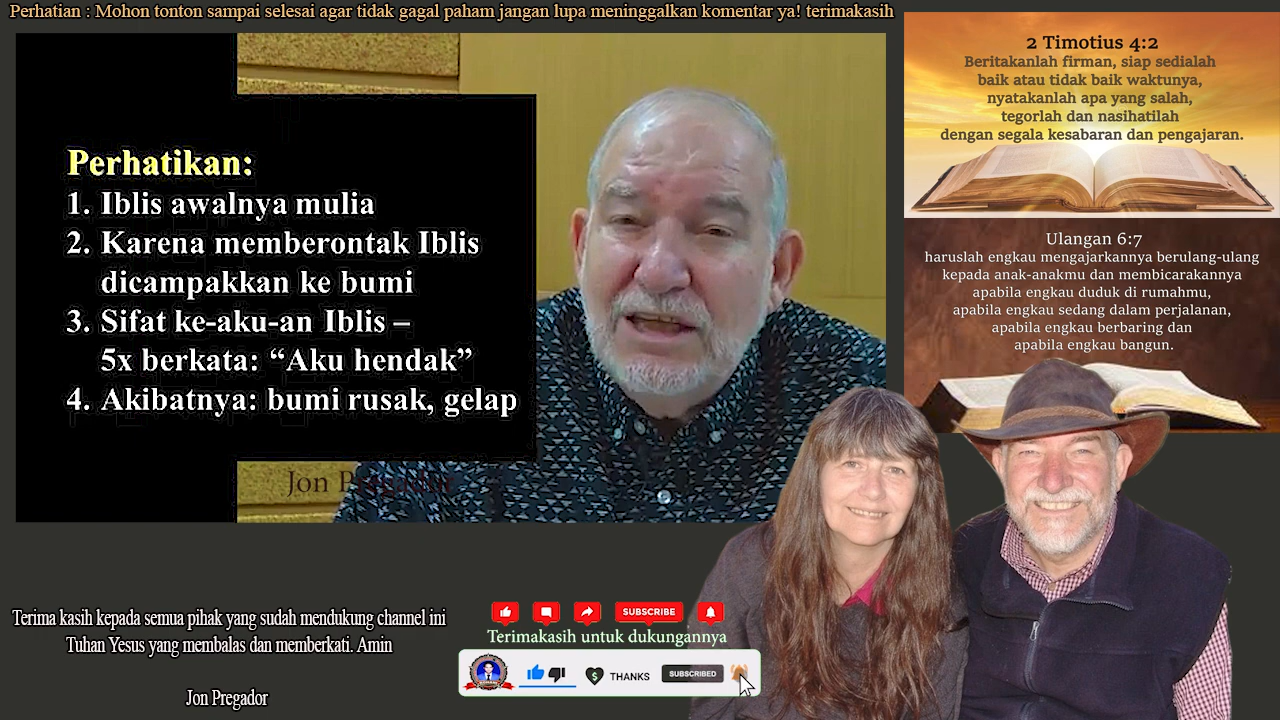 Perhatian : Mohon tonton sampai selesai agar tidak gagal paham jangan lupa meninggalkan komentar ya! terimakasih
Perhatikan:
1. Iblis awalnya mulia
2. Karena memberontak Iblis
dicampakkan ke bumi
3. Sifat ke-aku-an Iblis –
5x berkata: “Aku hendak”
4. Akibatnya: bumi rusak, gelap
Jon Pregador
2 Timotius 4:2
Beritakanlah firman, siap sedialah
baik atau tidak baik waktunya,
nyatakanlah apa yang salah,
tegorlah dan nasihatilah
dengan segala kesabaran dan pengajaran.
Ulangan 6:7
haruslah engkau mengajarkannya berulang-ulang
kepada anak-anakmu dan membicarakannya
apabila engkau duduk di rumahmu,
apabila engkau sedang dalam perjalanan,
apabila engkau berbaring dan
apabila engkau bangun.
Terima kasih kepada semua pihak yang sudah mendukung channel ini
Tuhan Yesus yang membalas dan memberkati. Amin
Jon Pregador
SUBSCRIBE
Terimakasih untuk dukungannya
THANKS
SUBSCRIBED